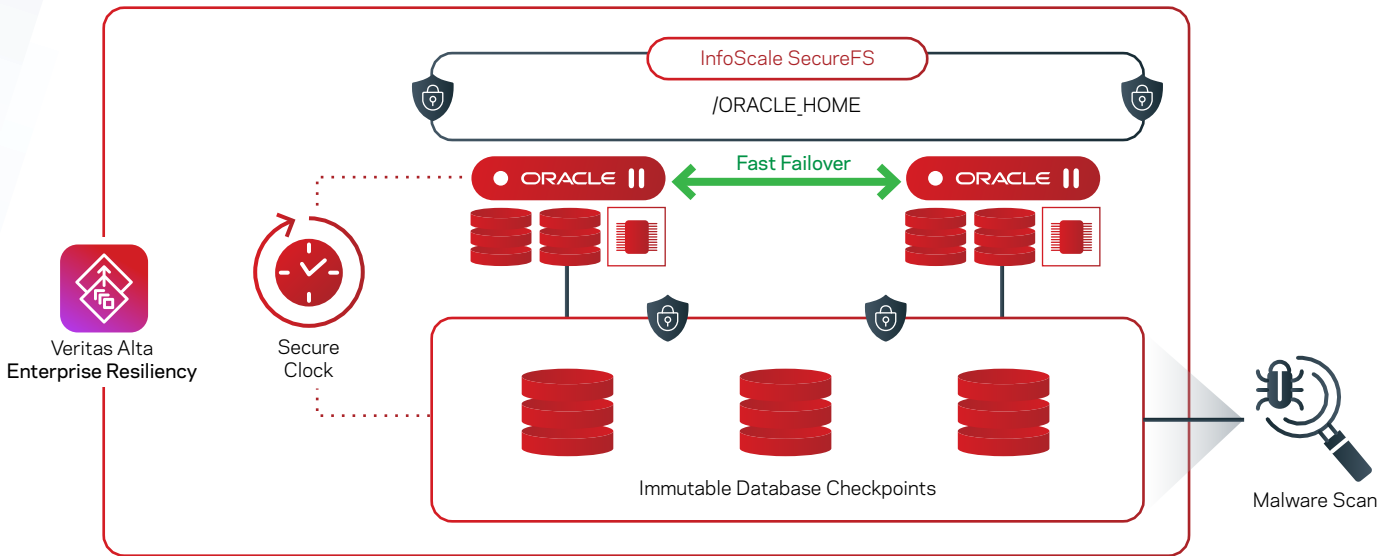 InfoScale SecureFS
/ORACLE_HOME
ORACLE
Fast Failover
ORACLE
Veritas Alta
Enterprise Resiliency
Secure
Clock
Immutable Database Checkpoints
Malware Scan